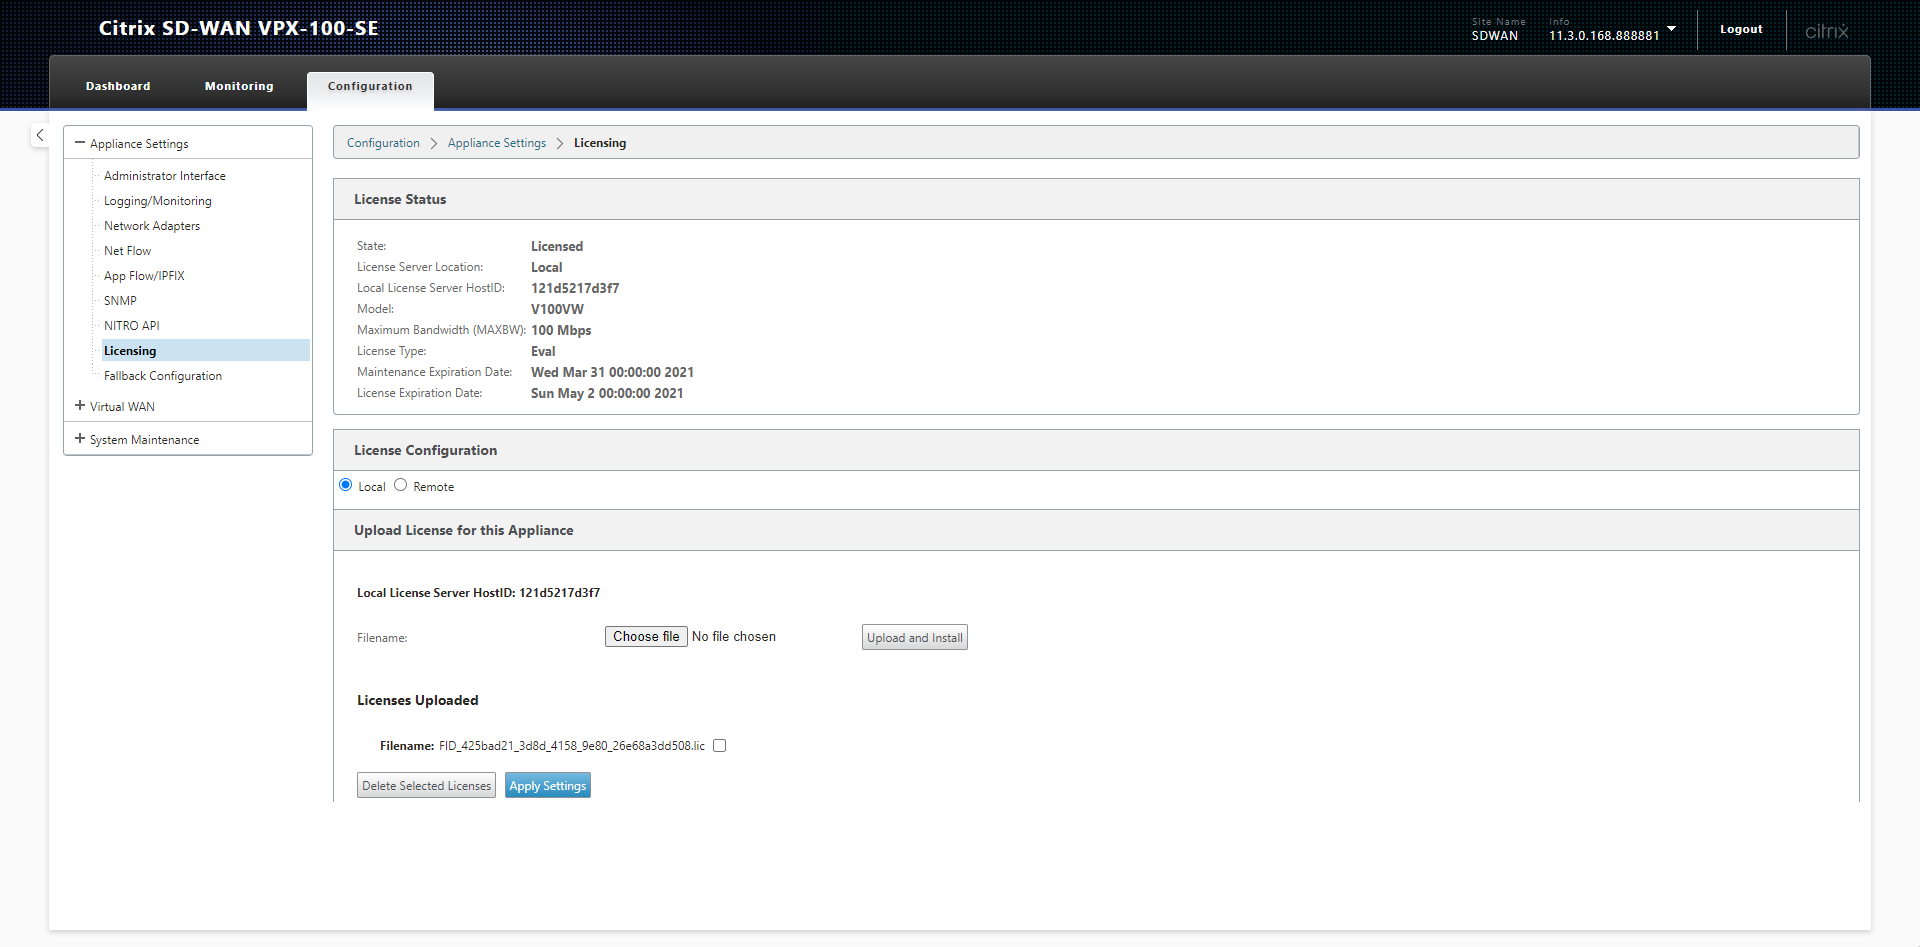 Citrix SD-WAN VPX-100-SE
Site Name
SDWAN
Info
11.3.0.168.888881
Logout
citrix
Dashboard
Monitoring
Configuration
Appliance Settings
Administrator Interface
Logging/Monitoring
Network Adapters
Net Flow
App Flow/IPFIX
SNMP
NITRO API
Licensing
Fallback Configuration
Virtual WAN
System Maintenance
Configuration > Appliance Settings > Licensing
License Status
State: Licensed
License Server Location: Local
Local License Server HostID: 121d5217d3f7
Model: V100VW
Maximum Bandwidth (MAXBW): 100 Mbps
License Type: Eval
Maintenance Expiration Date: Wed Mar 31 00:00:00 2021
License Expiration Date: Sun May 2 00:00:00 2021
License Configuration
Local Remote
Upload License for this Appliance
Local License Server HostID: 121d5217d3f7
Filename: Choose file No file chosen Upload and Install
Licenses Uploaded
Filename: FID_425bad21_3d8d_4158_9e80_26e68a3dd508.lic
Delete Selected Licenses Apply Settings